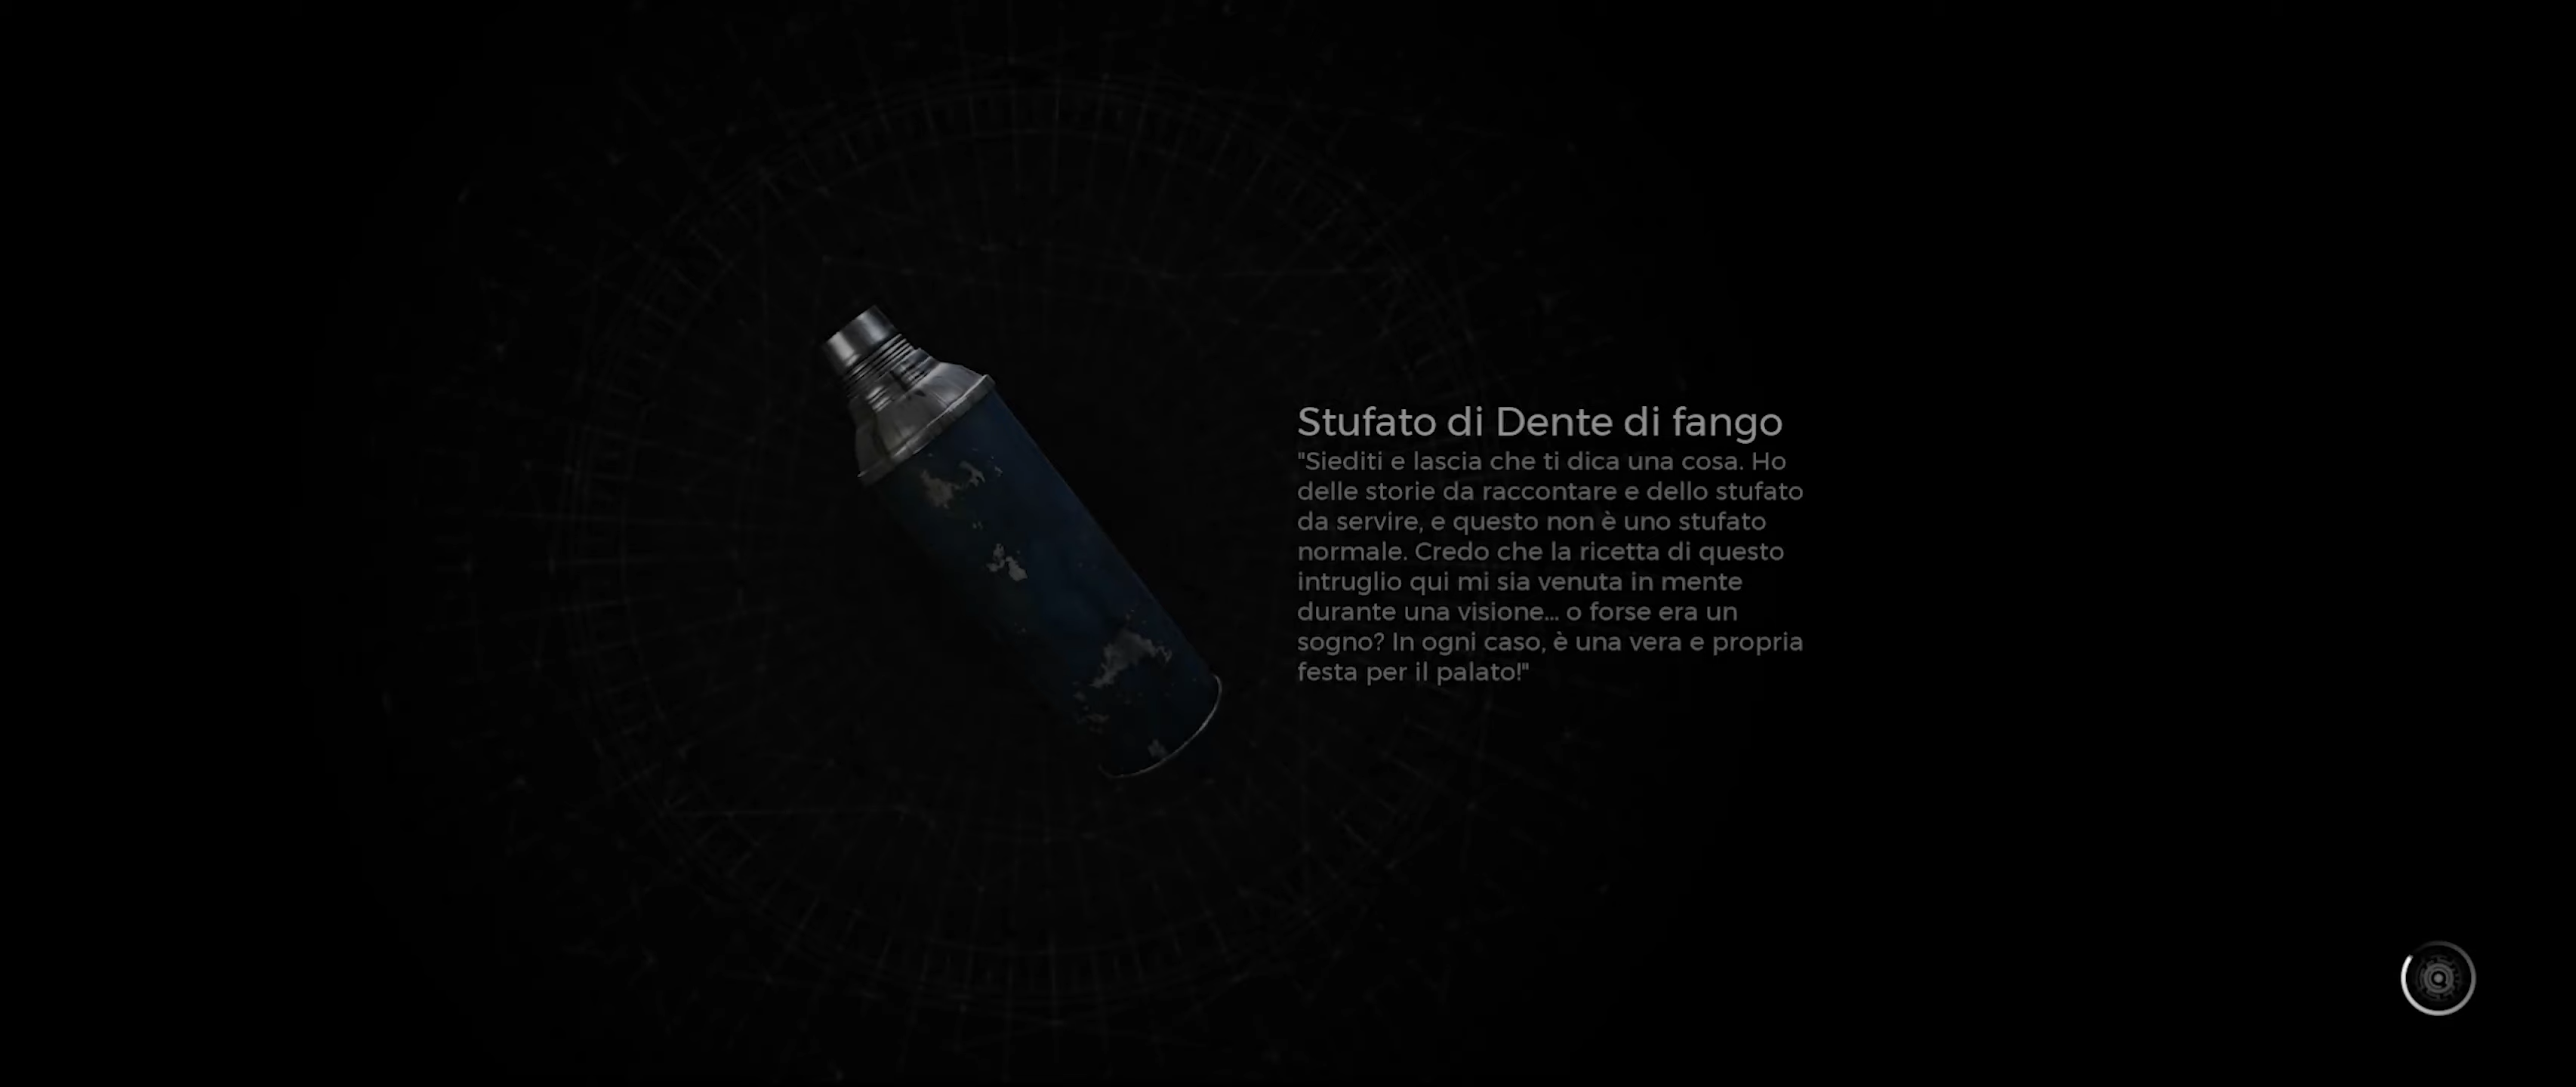 Stufato di Dente di fango
"Siediti e lascia che ti dica una cosa. Ho
delle storie da raccontare e dello stufato
da servire, e questo non è uno stufato
normale. Credo che la ricetta di questo
intruglio qui mi sia venuta in mente
durante una visione... o forse era un
sogno? In ogni caso, è una vera e propria
festa per il palato!"